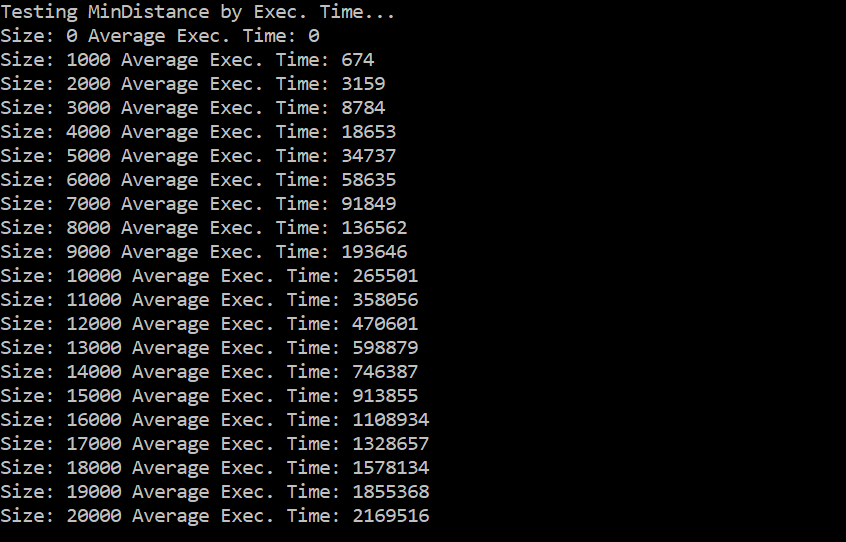 Testing MinDistance by Exec. Time...
Size: 0 Average Exec. Time: 0
Size: 1000 Average Exec. Time: 674
Size: 2000 Average Exec. Time: 3159
Size: 3000 Average Exec. Time: 8784
Size: 4000 Average Exec. Time: 18653
Size: 5000 Average Exec. Time: 34737
Size: 6000 Average Exec. Time: 58635
Size: 7000 Average Exec. Time: 91849
Size: 8000 Average Exec. Time: 136562
Size: 9000 Average Exec. Time: 193646
Size: 10000 Average Exec. Time: 265501
Size: 11000 Average Exec. Time: 358056
Size: 12000 Average Exec. Time: 470601
Size: 13000 Average Exec. Time: 598879
Size: 14000 Average Exec. Time: 746387
Size: 15000 Average Exec. Time: 913855
Size: 16000 Average Exec. Time: 1108934
Size: 17000 Average Exec. Time: 1328657
Size: 18000 Average Exec. Time: 1578134
Size: 19000 Average Exec. Time: 1855368
Size: 20000 Average Exec. Time: 2169516